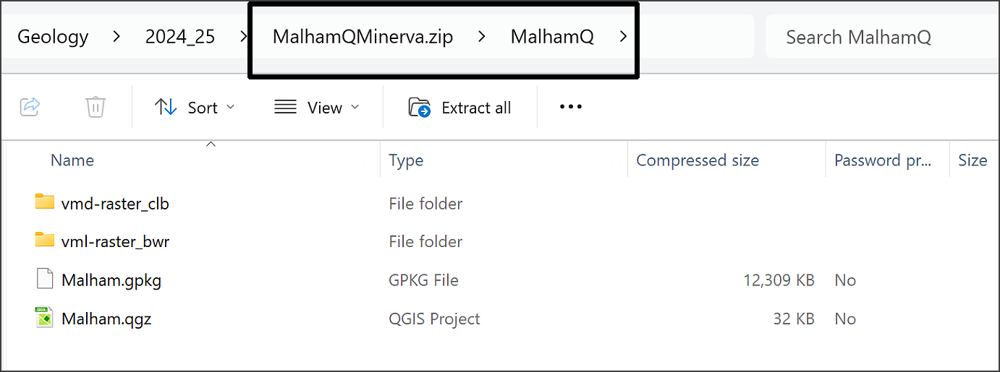 Geology > 2024_25 > MalhamQMinerva.zip > MalhamQ > Search MalhamQ
Sort View Extract all •••
Name Type Compressed size Password pr... Size
vmd-raster_clb File folder
vml-raster_bwr File folder
Malham.gpkg GPKG File 12,309 KB No
QGS
Malham.qgz QGIS Project 32 KB No